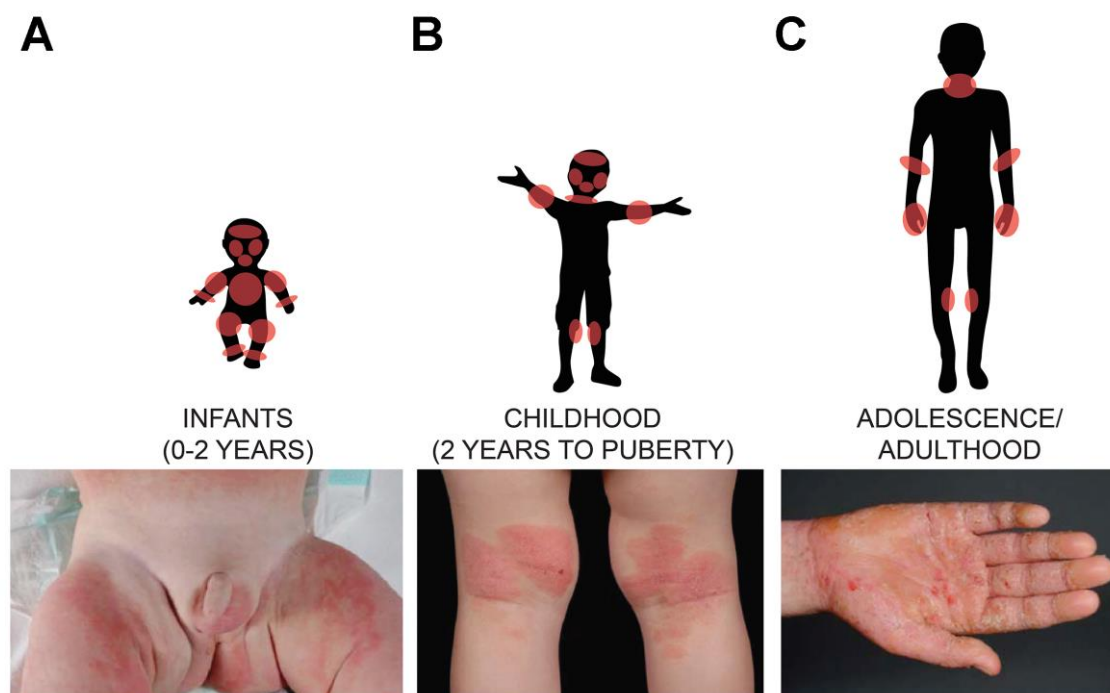 A
B
C
INFANTS
(0-2 YEARS)
CHILDHOOD
(2 YEARS TO PUBERTY)
ADOLESCENCE/
ADULTHOOD